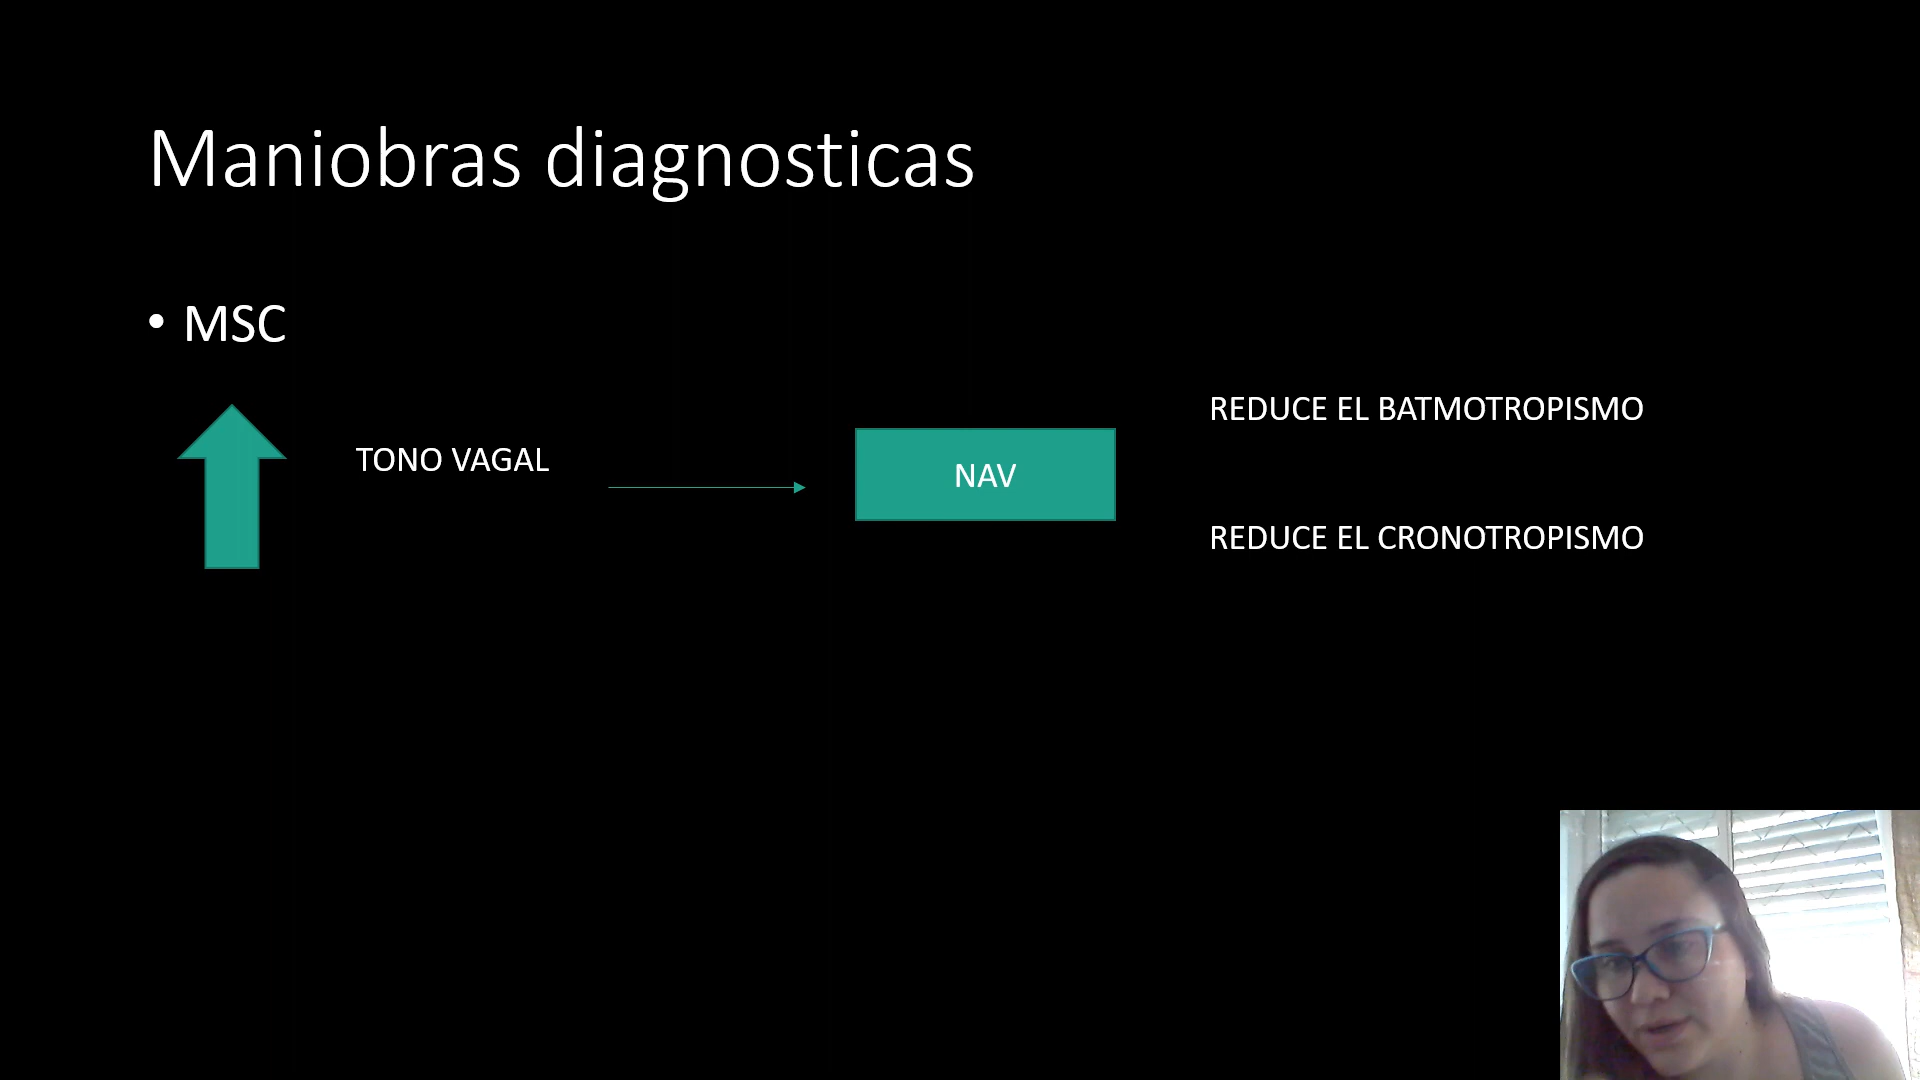 Maniobras diagnosticas
• MSC
TONO VAGAL
NAV
REDUCE EL BATMOTROPISMO
REDUCE EL CRONOTROPISMO